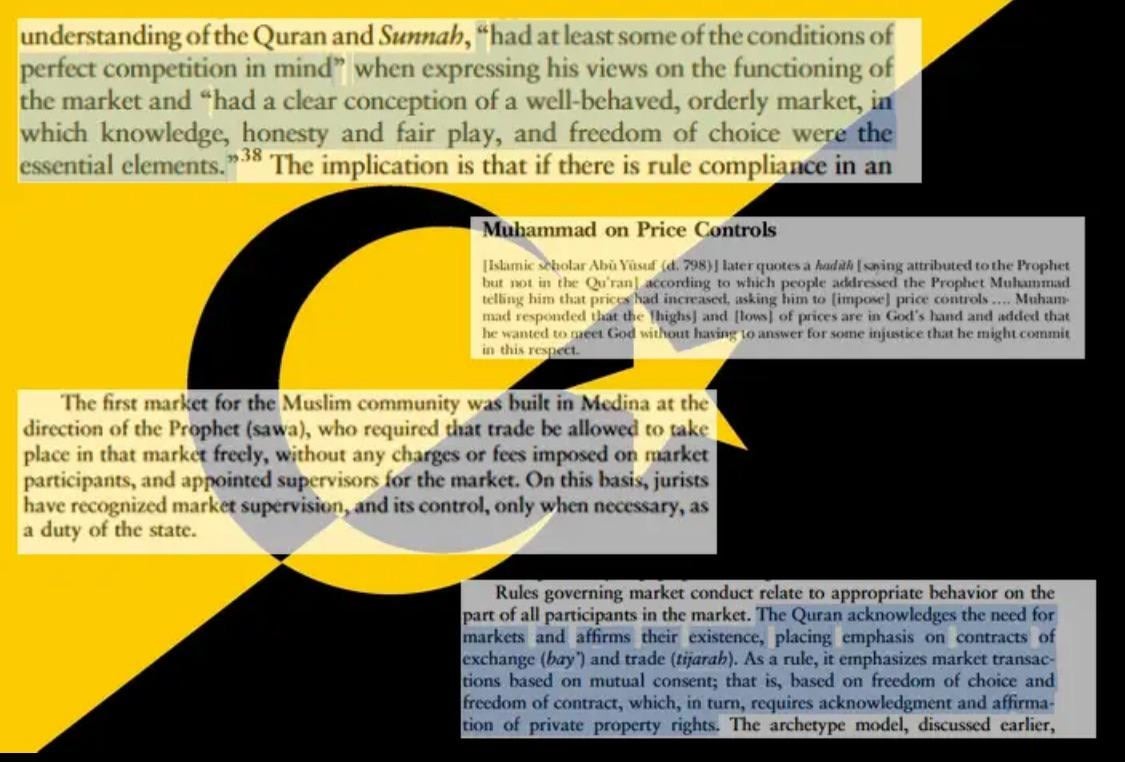 understanding of the Quran and Sunnah, “had at least some of the conditions of
perfect competition in mind” when expressing his views on the functioning of
the market and “had a clear conception of a well-behaved, orderly market, in
which knowledge, honesty and fair play, and freedom of choice were the
essential elements.”38 The implication is that if there is rule compliance in an
Muhammad on Price Controls
[Islamic scholar Abū Yūsuf (d. 798)] later quotes a hadith [saying attributed to the Prophet
but not in the Qu'ran] according to which people addressed the Prophet Muhammad
telling him that prices had increased, asking him to [impose] price controls .... Muham-
mad responded that the [highs] and [lows] of prices are in God's hand and added that
he wanted to meet God without having to answer for some injustice that he might commit
in this respect.
The first market for the Muslim community was built in Medina at the
direction of the Prophet (sawa), who required that trade be allowed to take
place in that market freely, without any charges or fees imposed on market
participants, and appointed supervisors for the market. On this basis, jurists
have recognized market supervision, and its control, only when necessary, as
a duty of the state.
Rules governing market conduct relate to appropriate behavior on the
part of all participants in the market. The Quran acknowledges the need for
markets and affirms their existence, placing emphasis on contracts of
exchange (bay’) and trade (tijarah). As a rule, it emphasizes market transac-
tions based on mutual consent; that is, based on freedom of choice and
freedom of contract, which, in turn, requires acknowledgment and affirma-
tion of private property rights. The archetype model, discussed earlier,